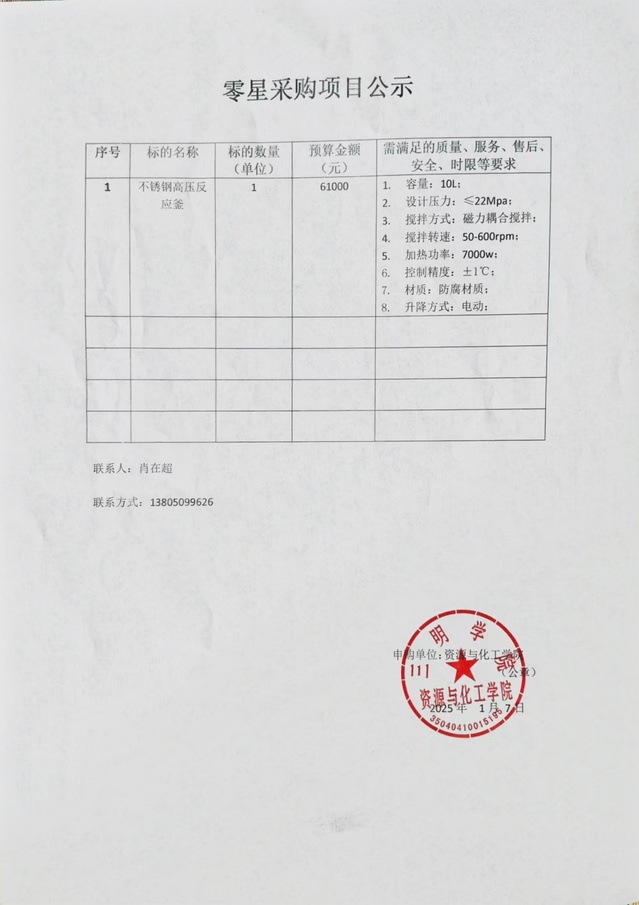 零星采购项目公示
序号 标的名称 标的数量（单位） 预算金额（元） 需满足的质量、服务、售后、安全、时限等要求
1 不锈钢高压反应釜 1 61000
1. 容量：10L；
2. 设计压力：≤22Mpa；
3. 搅拌方式：磁力耦合搅拌；
4. 搅拌转速：50-600rpm；
5. 加热功率：7000w；
6. 控制精度：±1℃；
7. 材质：防腐材质；
8. 升降方式：电动；
联系人：肖在超
联系方式：13805099626
申购单位：资源与化工学院
（公章）
2025 年 1 月 7 日
三明学院
资源与化工学院
35040410015195